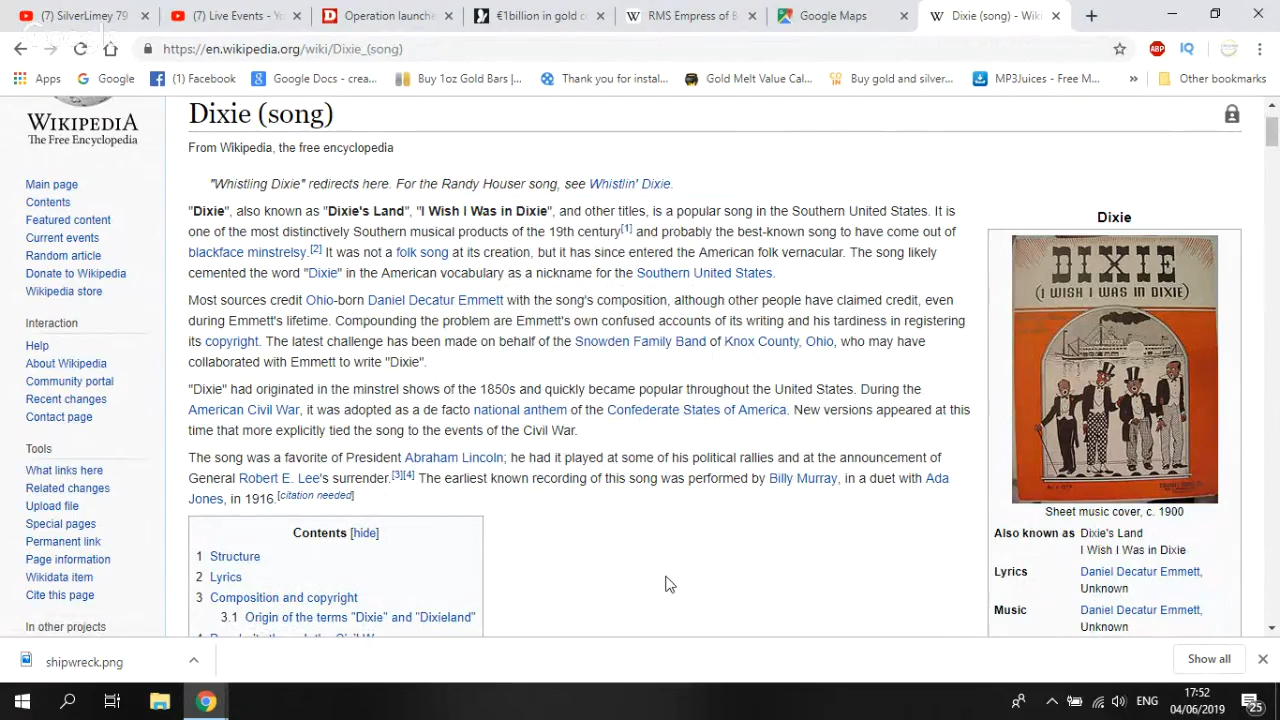 (7) SilverLimey 79
(7) Live Events - Yo
Operation launche
€1billion in gold co
RMS Empress of I
Google Maps
Dixie (song) - Wiki
https://en.wikipedia.org/wiki/Dixie_(song)
ABP
IQ
Apps
Google
(1) Facebook
Google Docs - crea...
Buy 1oz Gold Bars |...
Thank you for instal...
Gold Melt Value Cal...
Buy gold and silver...
MP3Juices - Free M...
»
Other bookmarks
WIKIPEDIA
The Free Encyclopedia
Main page
Contents
Featured content
Current events
Random article
Donate to Wikipedia
Wikipedia store
Interaction
Help
About Wikipedia
Community portal
Recent changes
Contact page
Tools
What links here
Related changes
Upload file
Special pages
Permanent link
Page information
Wikidata item
Cite this page
In other projects
Dixie (song)
From Wikipedia, the free encyclopedia
"Whistling Dixie" redirects here. For the Randy Houser song, see Whistlin' Dixie.
"Dixie", also known as "Dixie's Land", "I Wish I Was in Dixie", and other titles, is a popular song in the Southern United States. It is
one of the most distinctively Southern musical products of the 19th century[1] and probably the best-known song to have come out of
blackface minstrelsy.[2] It was not a folk song at its creation, but it has since entered the American folk vernacular. The song likely
cemented the word "Dixie" in the American vocabulary as a nickname for the Southern United States.
Most sources credit Ohio-born Daniel Decatur Emmett with the song's composition, although other people have claimed credit, even
during Emmett's lifetime. Compounding the problem are Emmett's own confused accounts of its writing and his tardiness in registering
its copyright. The latest challenge has been made on behalf of the Snowden Family Band of Knox County, Ohio, who may have
collaborated with Emmett to write "Dixie".
"Dixie" had originated in the minstrel shows of the 1850s and quickly became popular throughout the United States. During the
American Civil War, it was adopted as a de facto national anthem of the Confederate States of America. New versions appeared at this
time that more explicitly tied the song to the events of the Civil War.
The song was a favorite of President Abraham Lincoln; he had it played at some of his political rallies and at the announcement of
General Robert E. Lee's surrender.[3][4] The earliest known recording of this song was performed by Billy Murray, in a duet with Ada
Jones, in 1916.[citation needed]
Contents [hide]
1 Structure
2 Lyrics
3 Composition and copyright
3.1 Origin of the terms "Dixie" and "Dixieland"
Dixie
DIXIE
(I WISH I WAS IN DIXIE)
Sheet music cover, c. 1900
Also known as Dixie's Land
I Wish I Was in Dixie
Lyrics Daniel Decatur Emmett,
Unknown
Music Daniel Decatur Emmett,
Unknown
shipwreck.png
Show all
ENG
17:52
04/06/2019
25